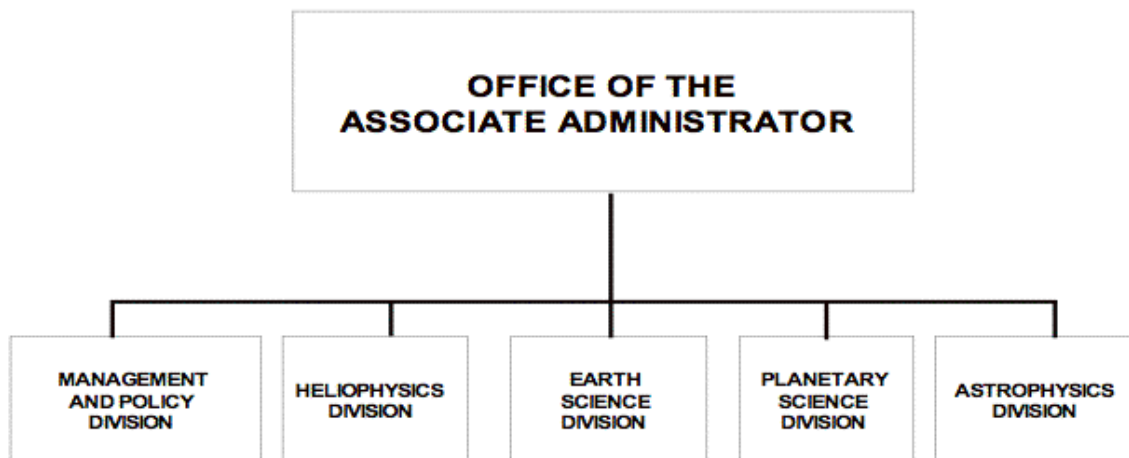 OFFICE OF THE
ASSOCIATE ADMINISTRATOR
MANAGEMENT
AND POLICY
DIVISION
HELIOPHYSICS
DIVISION
EARTH
SCIENCE
DIVISION
PLANETARY
SCIENCE
DIVISION
ASTROPHYSICS
DIVISION